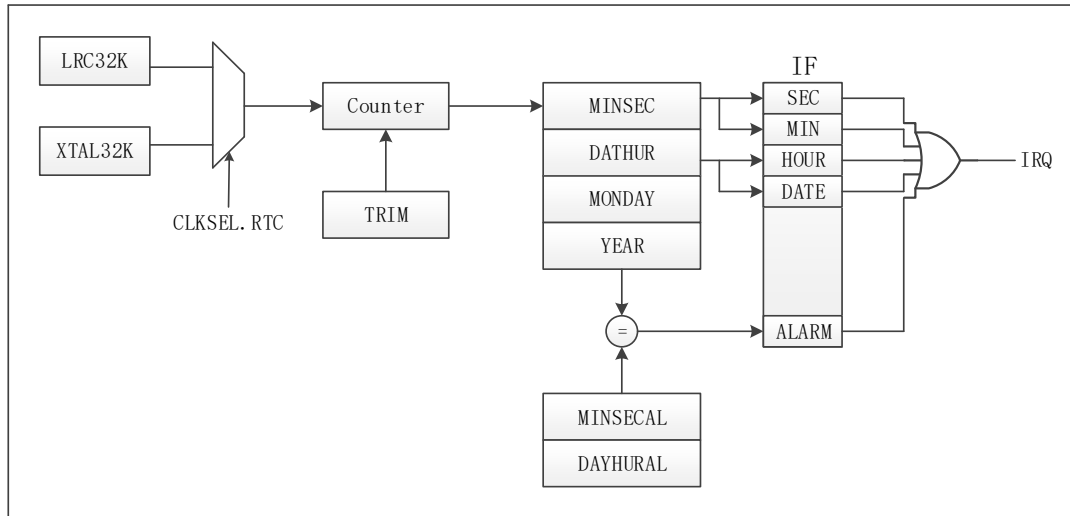 LRC32K
XTAL32K
CLKSEL.RTC
Counter
TRIM
MINSEC
DATHUR
MONDAY
YEAR
=
MINSECAL
DAYHURAL
IF
SEC
MIN
HOUR
DATE
ALARM
IRQ